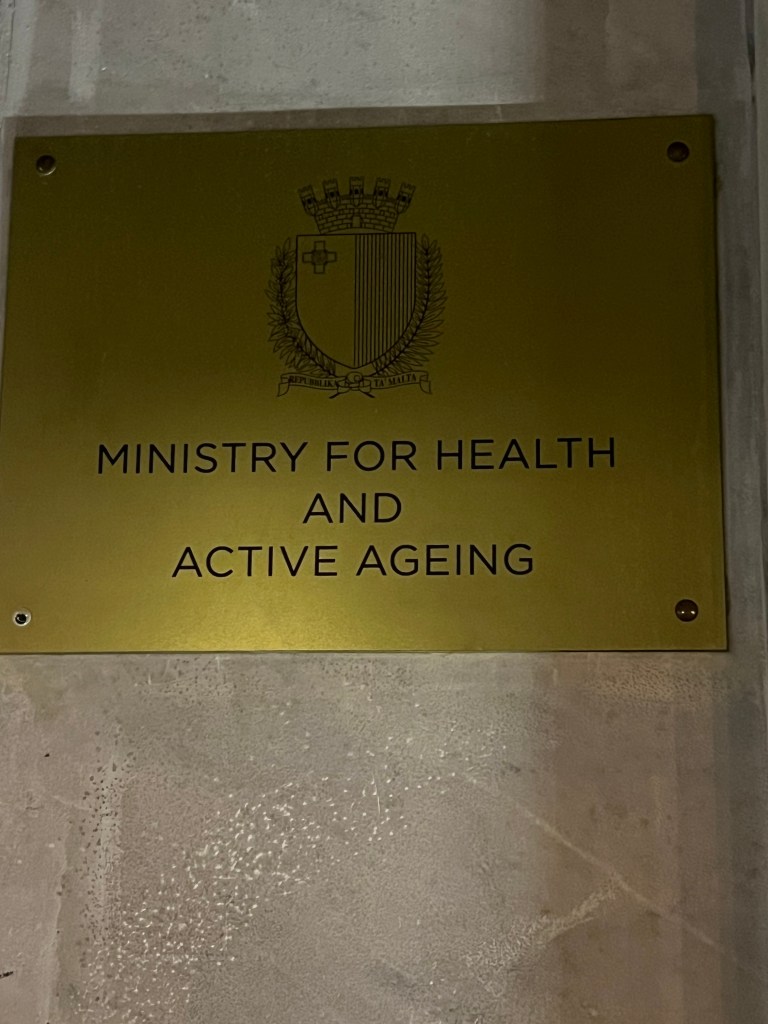 REPUBBLIKA TA' MALTA
MINISTRY FOR HEALTH
AND
ACTIVE AGEING